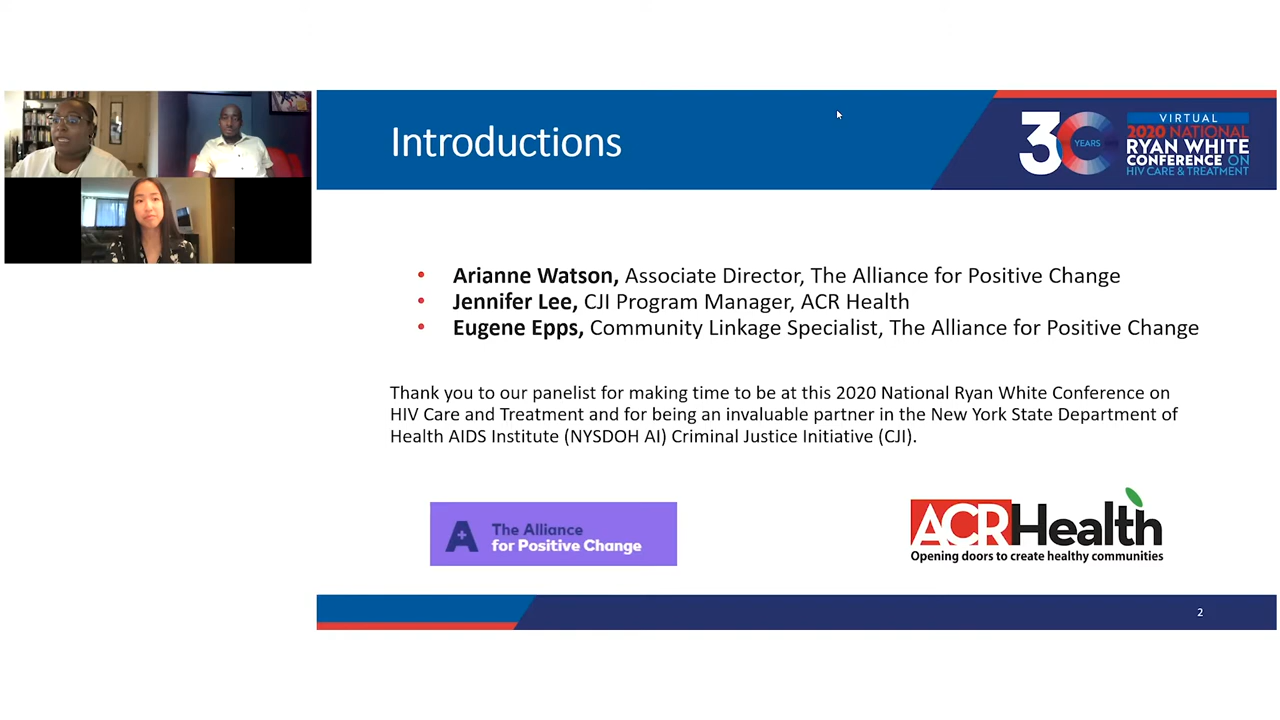 Introductions
30 YEARS
VIRTUAL
2020 NATIONAL
RYAN WHITE
CONFERENCE ON
HIV CARE & TREATMENT
• Arianne Watson, Associate Director, The Alliance for Positive Change
• Jennifer Lee, CJI Program Manager, ACR Health
• Eugene Epps, Community Linkage Specialist, The Alliance for Positive Change
Thank you to our panelist for making time to be at this 2020 National Ryan White Conference on
HIV Care and Treatment and for being an invaluable partner in the New York State Department of
Health AIDS Institute (NYSDOH AI) Criminal Justice Initiative (CJI).
A
The Alliance
for Positive Change
ACRHealth
Opening doors to create healthy communities
2